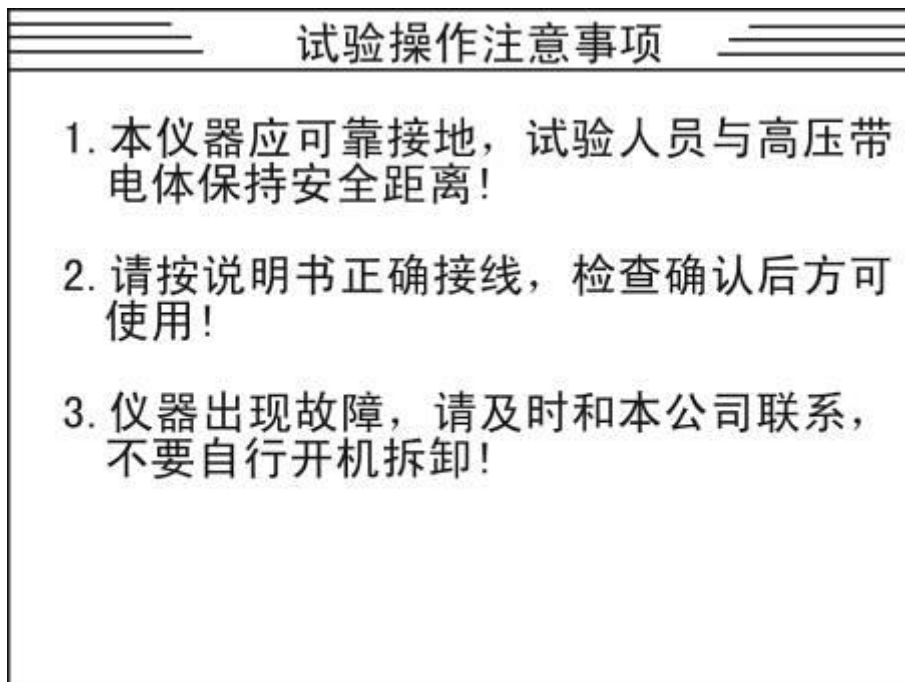 试验操作注意事项
1. 本仪器应可靠接地，试验人员与高压带
电体保持安全距离!
2. 请按说明书正确接线，检查确认后方可
使用!
3. 仪器出现故障，请及时和本公司联系，
不要自行开机拆卸!